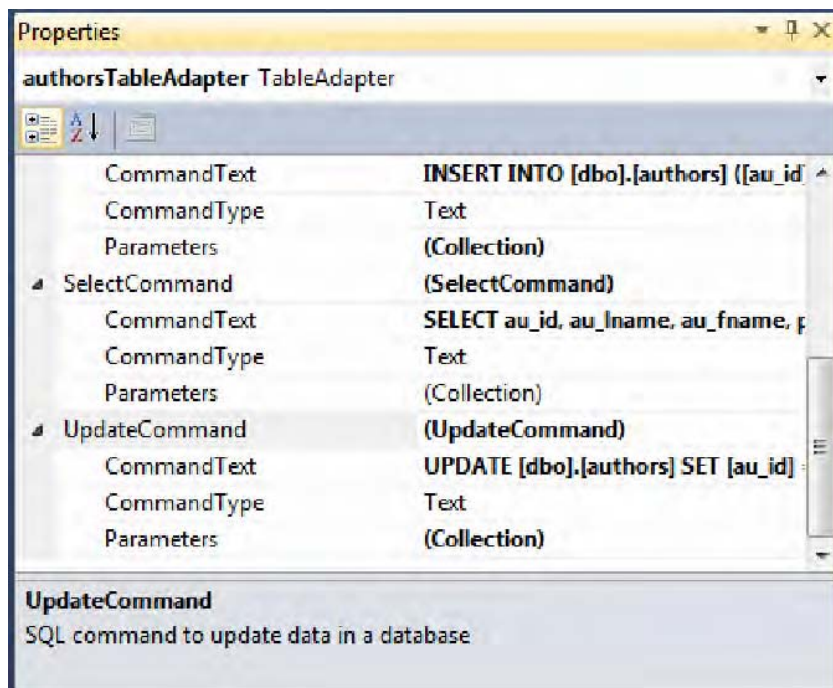 Properties
authorsTableAdapter TableAdapter
CommandText INSERT INTO [dbo].[authors] ([au_id]
CommandType Text
Parameters (Collection)
SelectCommand (SelectCommand)
CommandText SELECT au_id, au_lname, au_fname, p
CommandType Text
Parameters (Collection)
UpdateCommand (UpdateCommand)
CommandText UPDATE [dbo].[authors] SET [au_id] =
CommandType Text
Parameters (Collection)
UpdateCommand
SQL command to update data in a database